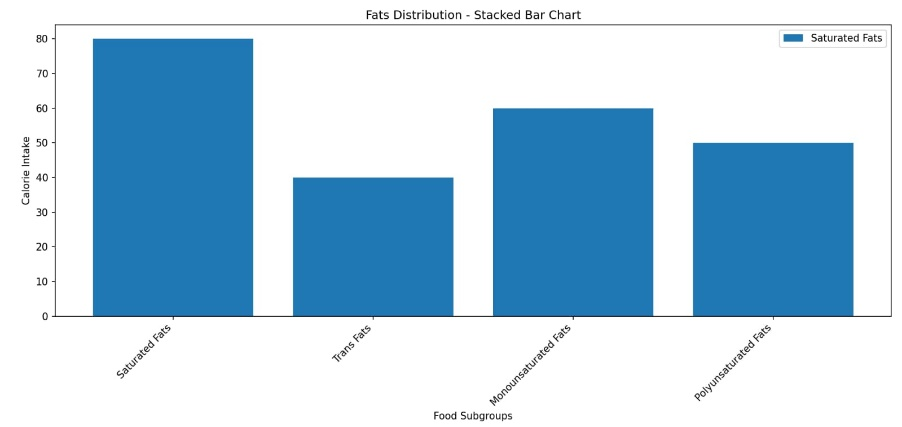 Fats Distribution - Stacked Bar Chart
Saturated Fats
80
70
60
50
40
30
20
10
0
Calorie Intake
Saturated Fats
Trans Fats
Monounsaturated Fats
Polyunsaturated Fats
Food Subgroups